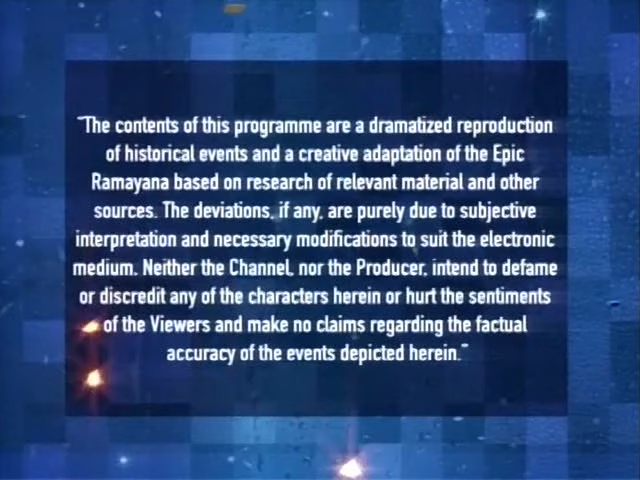 "The contents of this programme are a dramatized reproduction
of historical events and a creative adaptation of the Epic
Ramayana based on research of relevant material and other
sources. The deviations, if any, are purely due to subjective
interpretation and necessary modifications to suit the electronic
medium. Neither the Channel, nor the Producer, intend to defame
or discredit any of the characters herein or hurt the sentiments
of the Viewers and make no claims regarding the factual
accuracy of the events depicted herein."